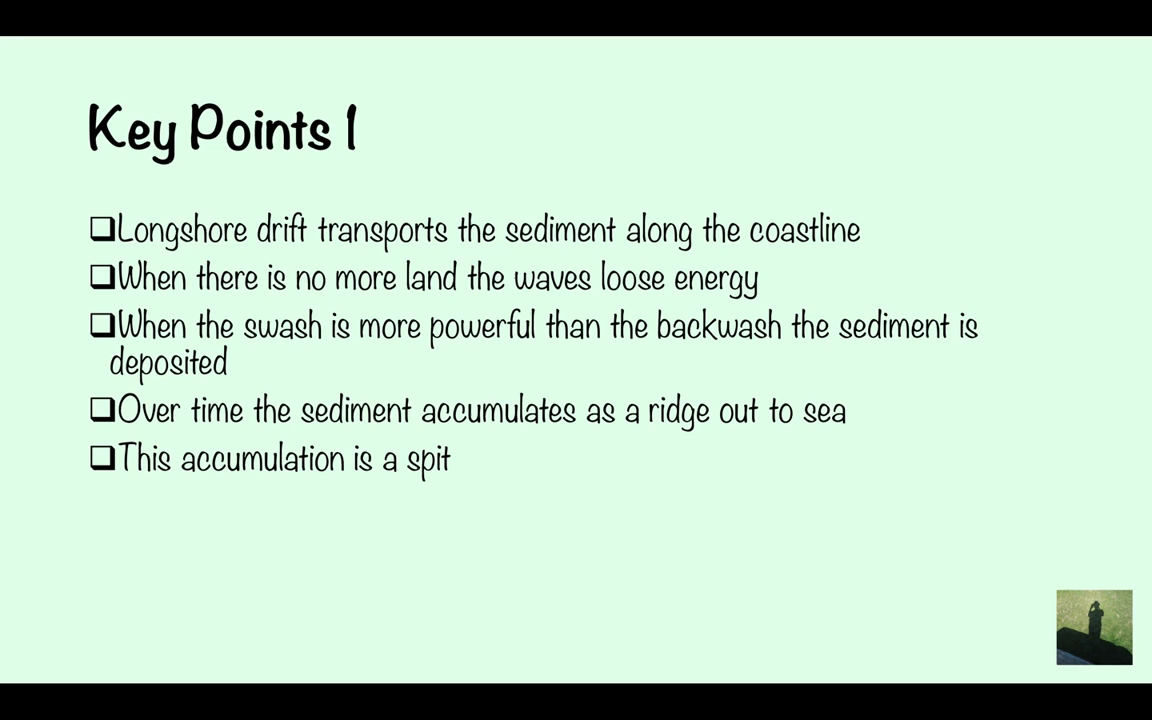 Key Points 1
❑Longshore drift transports the sediment along the coastline
❑When there is no more land the waves loose energy
❑When the swash is more powerful than the backwash the sediment is
deposited
❑Over time the sediment accumulates as a ridge out to sea
❑This accumulation is a spit